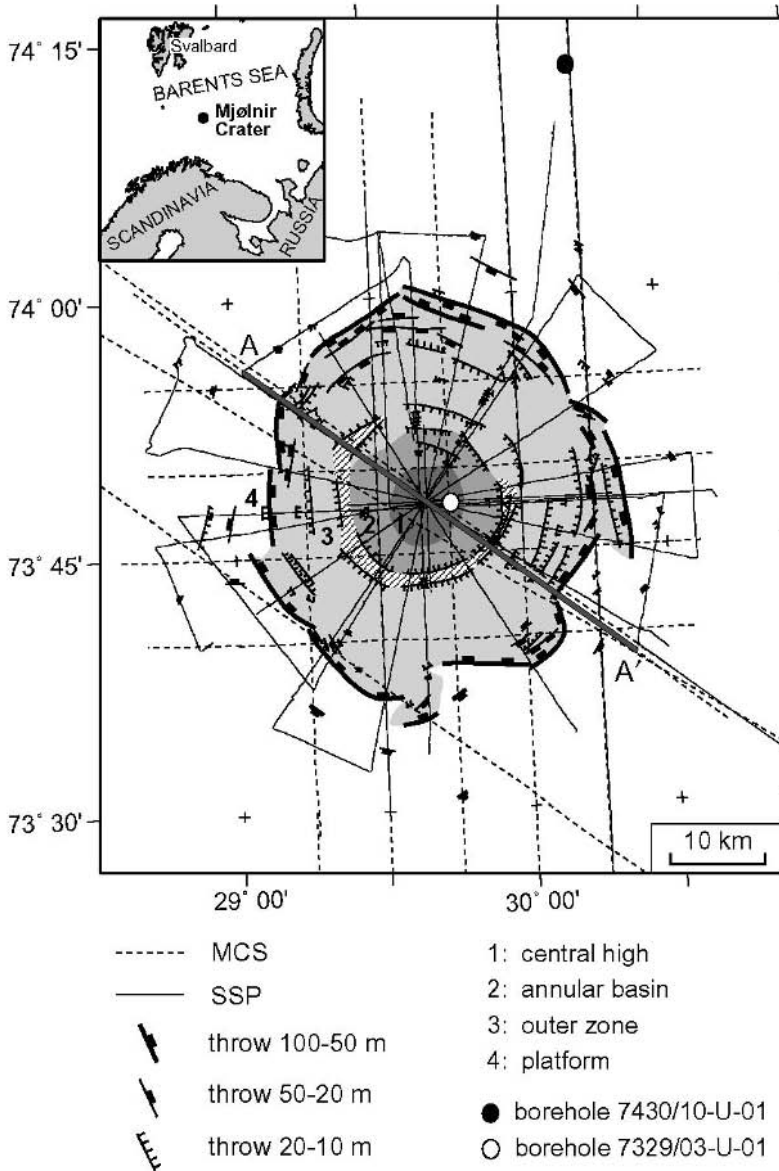 74° 15'
Svalbard
BARENTS SEA
Mjølnir
Crater
SCANDINAVIA
RUSSIA
74° 00'
A
4
E
3
2
1
73° 45'
A
73° 30'
10 km
29° 00'
30° 00'
MCS
SSP
throw 100-50 m
throw 50-20 m
throw 20-10 m
1: central high
2: annular basin
3: outer zone
4: platform
borehole 7430/10-U-01
borehole 7329/03-U-01